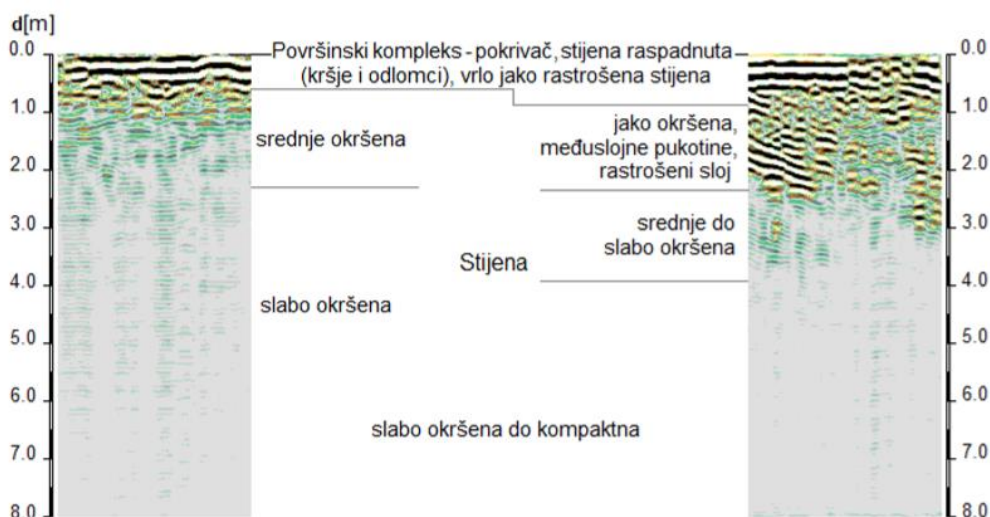 d[m]
0.0
1.0
2.0
3.0
4.0
5.0
6.0
7.0
8.0
Površinski kompleks - pokrivač, stijena raspadnuta
(kršje i odlomci), vrlo jako rastrošena stijena
srednje okršena
slabo okršena
jako okršena,
međuslojne pukotine,
rastrošeni sloj
srednje do
slabo okršena
Stijena
slabo okršena do kompaktna
0.0
1.0
2.0
3.0
4.0
5.0
6.0
7.0
8.0